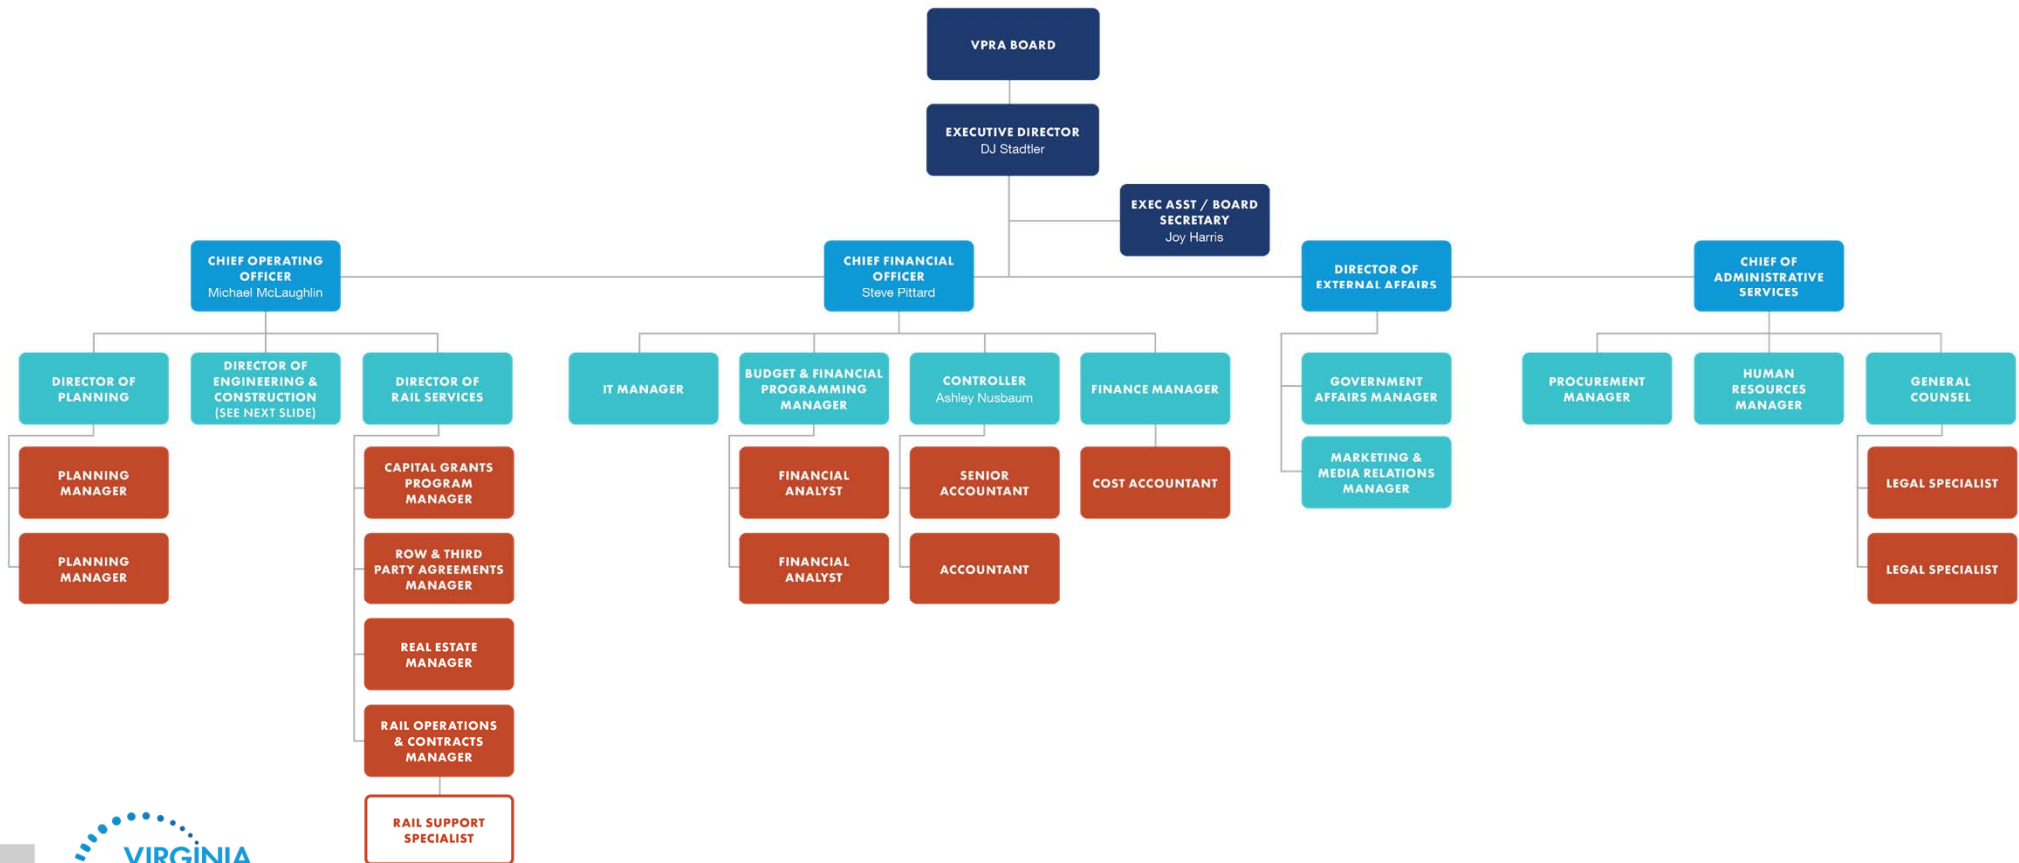 VPRA BOARD
EXECUTIVE DIRECTOR
DJ Stadtler
EXEC ASST / BOARD
SECRETARY
Joy Harris
CHIEF OPERATING
OFFICER
Michael McLaughlin
CHIEF FINANCIAL
OFFICER
Steve Pittard
DIRECTOR OF
EXTERNAL AFFAIRS
CHIEF OF
ADMINISTRATIVE
SERVICES
DIRECTOR OF
PLANNING
DIRECTOR OF
ENGINEERING &
CONSTRUCTION
(SEE NEXT SLIDE)
DIRECTOR OF
RAIL SERVICES
IT MANAGER
BUDGET & FINANCIAL
PROGRAMMING
MANAGER
CONTROLLER
Ashley Nusbaum
FINANCE MANAGER
GOVERNMENT
AFFAIRS MANAGER
PROCUREMENT
MANAGER
HUMAN
RESOURCES
MANAGER
GENERAL
COUNSEL
PLANNING
MANAGER
CAPITAL GRANTS
PROGRAM
MANAGER
FINANCIAL
ANALYST
SENIOR
ACCOUNTANT
COST ACCOUNTANT
MARKETING &
MEDIA RELATIONS
MANAGER
LEGAL SPECIALIST
PLANNING
MANAGER
ROW & THIRD
PARTY AGREEMENTS
MANAGER
FINANCIAL
ANALYST
ACCOUNTANT
LEGAL SPECIALIST
REAL ESTATE
MANAGER
RAIL OPERATIONS
& CONTRACTS
MANAGER
RAIL SUPPORT
SPECIALIST
VIRGINIA